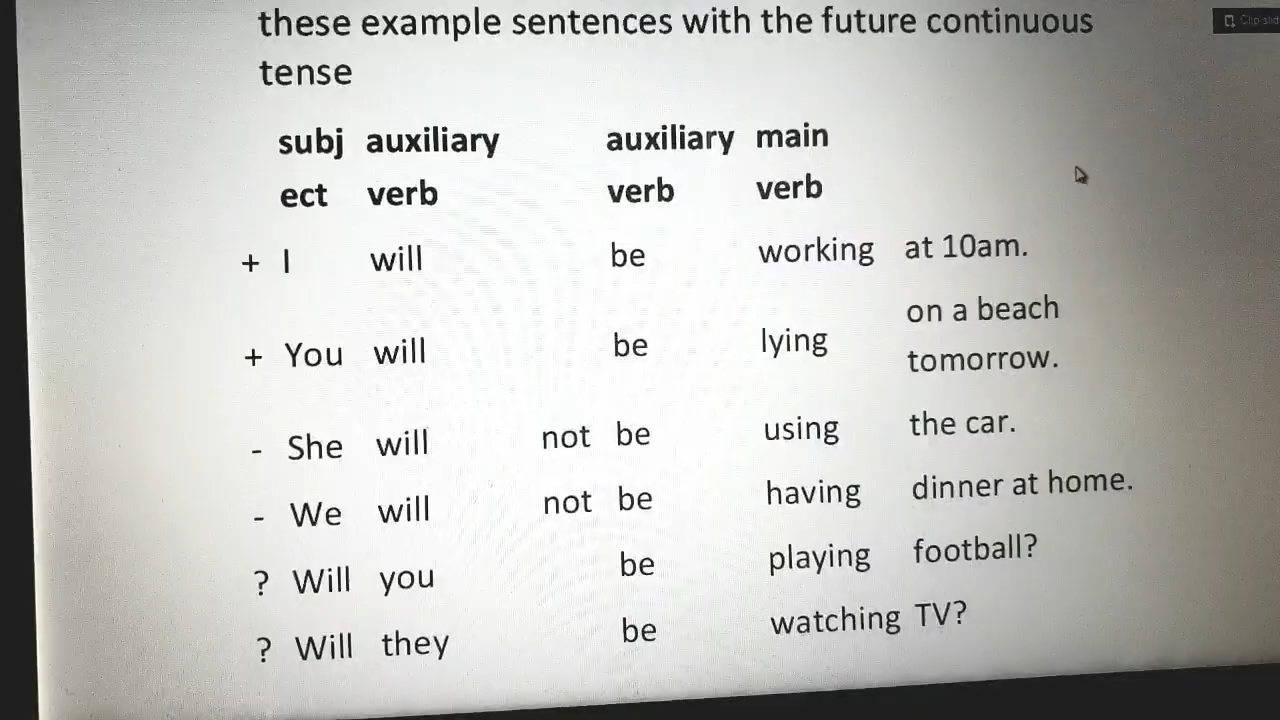 these example sentences with the future continuous
tense
subj auxiliary auxiliary main
ect verb verb verb
+ I will be working at 10am.
+ You will be lying on a beach
tomorrow.
- She will not be using the car.
- We will not be having dinner at home.
? Will you be playing football?
? Will they be watching TV?